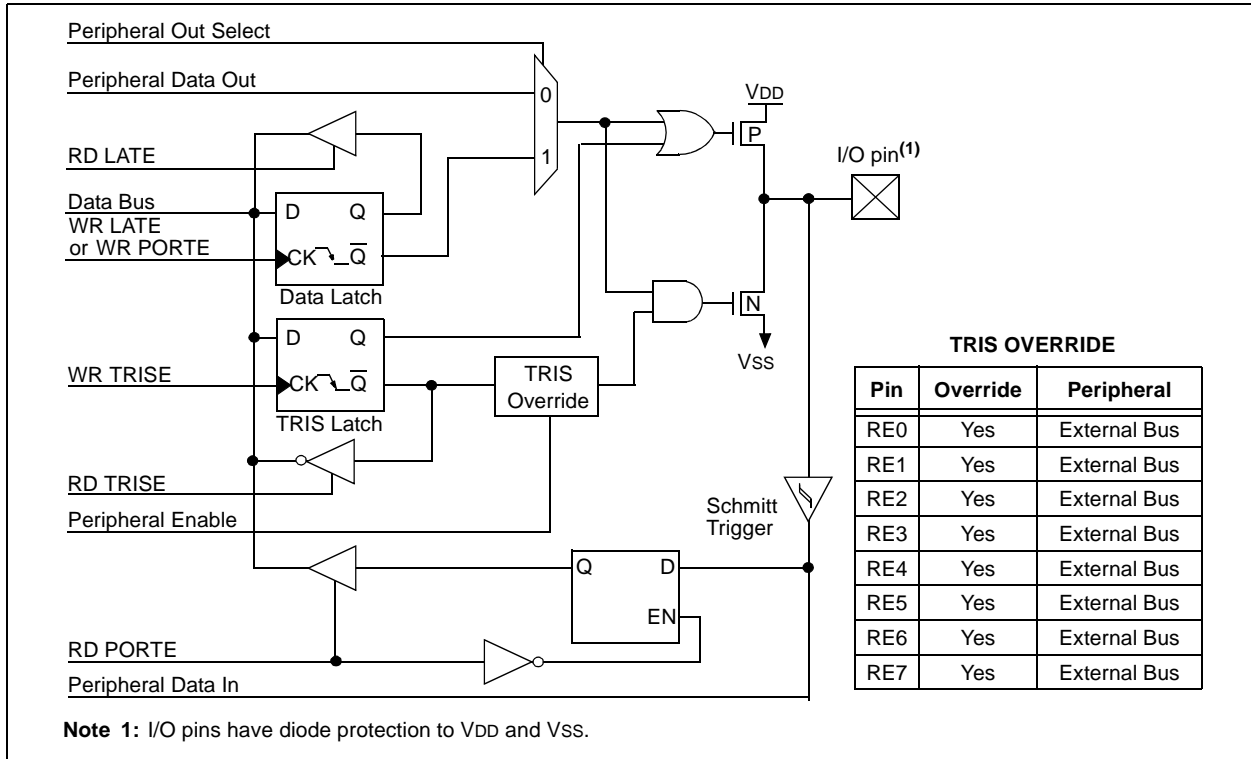 Peripheral Out Select
Peripheral Data Out
0
1
RD LATE
Data Bus
WR LATE
or WR PORTE
D Q
CK Q̅
Data Latch
D Q
CK Q̅
TRIS Latch
WR TRISE
RD TRISE
Peripheral Enable
TRIS
Override
VDD
P
I/O pin(1)
N
VSS
Schmitt
Trigger
Q D
EN
RD PORTE
Peripheral Data In
TRIS OVERRIDE
Pin Override Peripheral
RE0 Yes External Bus
RE1 Yes External Bus
RE2 Yes External Bus
RE3 Yes External Bus
RE4 Yes External Bus
RE5 Yes External Bus
RE6 Yes External Bus
RE7 Yes External Bus
Note 1: I/O pins have diode protection to VDD and VSS.